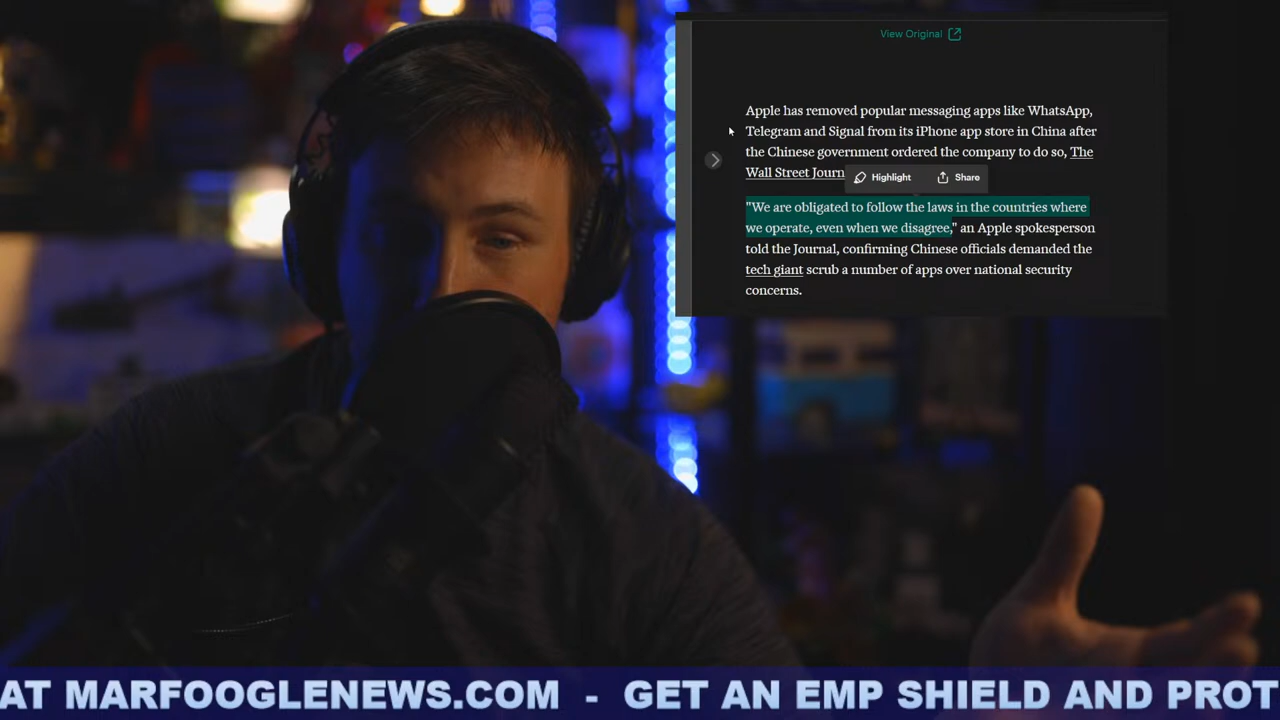 View Original
Apple has removed popular messaging apps like WhatsApp,
Telegram and Signal from its iPhone app store in China after
the Chinese government ordered the company to do so, The
Wall Street Journ
Highlight Share
"We are obligated to follow the laws in the countries where
we operate, even when we disagree," an Apple spokesperson
told the Journal, confirming Chinese officials demanded the
tech giant scrub a number of apps over national security
concerns.
AT MARFOOGLENEWS.COM - GET AN EMP SHIELD AND PROT